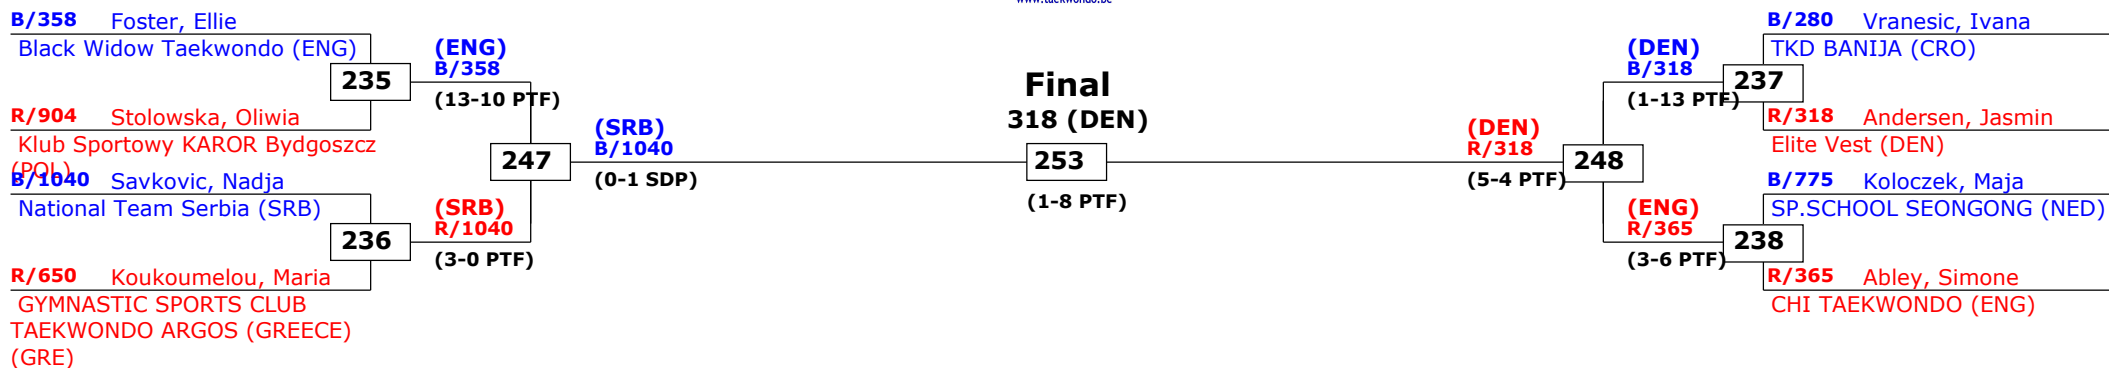 www.taekwondo.be
B/358 Foster, Ellie
Black Widow Taekwondo (ENG)
235
R/904 Stolowska, Oliwia
Klub Sportowy KAROR Bydgoszcz
(POL)
B/1040 Savkovic, Nadja
National Team Serbia (SRB)
236
R/650 Koukoumelou, Maria
GYMNASTIC SPORTS CLUB
TAEKWONDO ARGOS (GREECE)
(GRE)
(ENG)
B/358
(13-10 PTF)
247
(SRB)
R/1040
(3-0 PTF)
(SRB)
B/1040
(0-1 SDP)
Final
318 (DEN)
253
(1-8 PTF)
(DEN)
R/318
(5-4 PTF)
248
(DEN)
B/318
(1-13 PTF)
(ENG)
R/365
(3-6 PTF)
B/280 Vranesic, Ivana
TKD BANIJA (CRO)
237
R/318 Andersen, Jasmin
Elite Vest (DEN)
B/775 Koloczek, Maja
SP.SCHOOL SEONGONG (NED)
238
R/365 Abley, Simone
CHI TAEKWONDO (ENG)